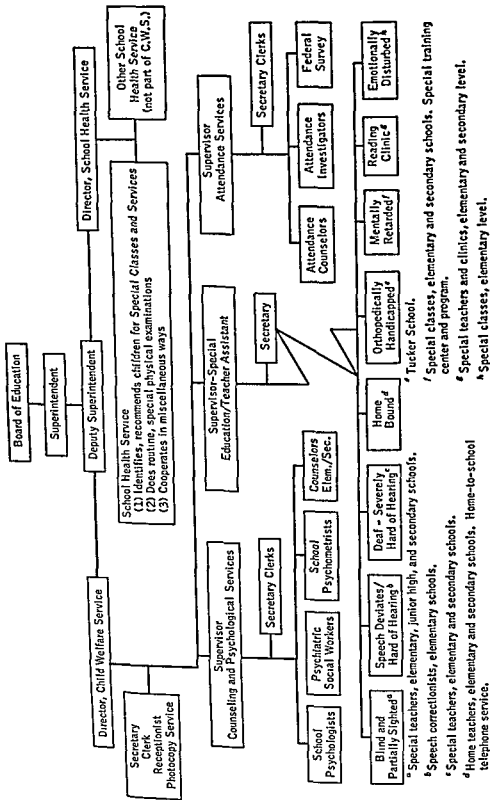 Board of Education
Superintendent
Deputy Superintendent
Director, Child Welfare Service
Director, School Health Service
Secretary
Clerk
Receptionist
Photocopy Service
School Health Service
(1) Identifies, recommends children for Special Classes and Services
(2) Does routine, special physical examinations
(3) Cooperates in miscellaneous ways
Other School
Health Service
(not part of C.W.S.)
Supervisor
Counseling and Psychological Services
Supervisor-Special
Education/Teacher Assistant
Supervisor
Attendance Services
Secretary Clerks
Secretary
Secretary Clerks
School
Psychologists
Psychiatric
Social Workers
School
Psychometrists
Counselors
Elem./Sec.
Attendance
Counselors
Attendance
Investigators
Federal
Survey
Blind and
Partially Sighted a
Speech Deviates/
Hard of Hearing b
Deaf - Severely
Hard of Hearing c
Home
Bound d
Orthopedically
Handicapped e
Mentally
Retarded f
Reading
Clinic g
Emotionally
Disturbed h
a Special teachers, elementary, junior high, and secondary schools.
b Speech correctionists, elementary schools.
c Special teachers, elementary and secondary schools.
d Home teachers, elementary and secondary schools. Home-to-school
telephone service.
e Tucker School.
f Special classes, elementary and secondary schools. Special training
center and program.
g Special teachers and clinics, elementary and secondary level.
h Special classes, elementary level.